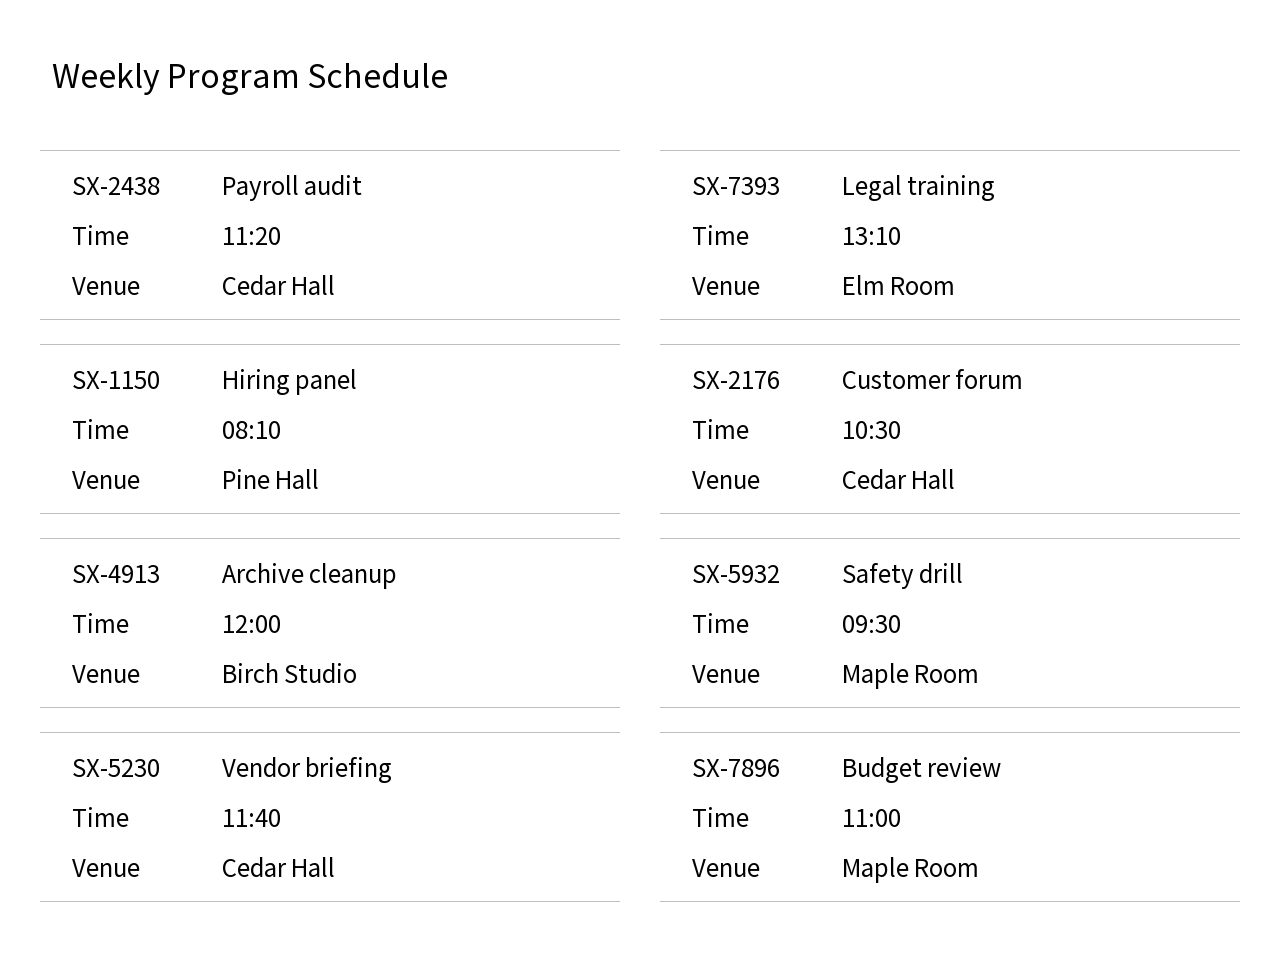 Weekly Program Schedule
SX-2438 Payroll audit
Time 11:20
Venue Cedar Hall
SX-1150 Hiring panel
Time 08:10
Venue Pine Hall
SX-4913 Archive cleanup
Time 12:00
Venue Birch Studio
SX-5230 Vendor briefing
Time 11:40
Venue Cedar Hall
SX-7393 Legal training
Time 13:10
Venue Elm Room
SX-2176 Customer forum
Time 10:30
Venue Cedar Hall
SX-5932 Safety drill
Time 09:30
Venue Maple Room
SX-7896 Budget review
Time 11:00
Venue Maple Room